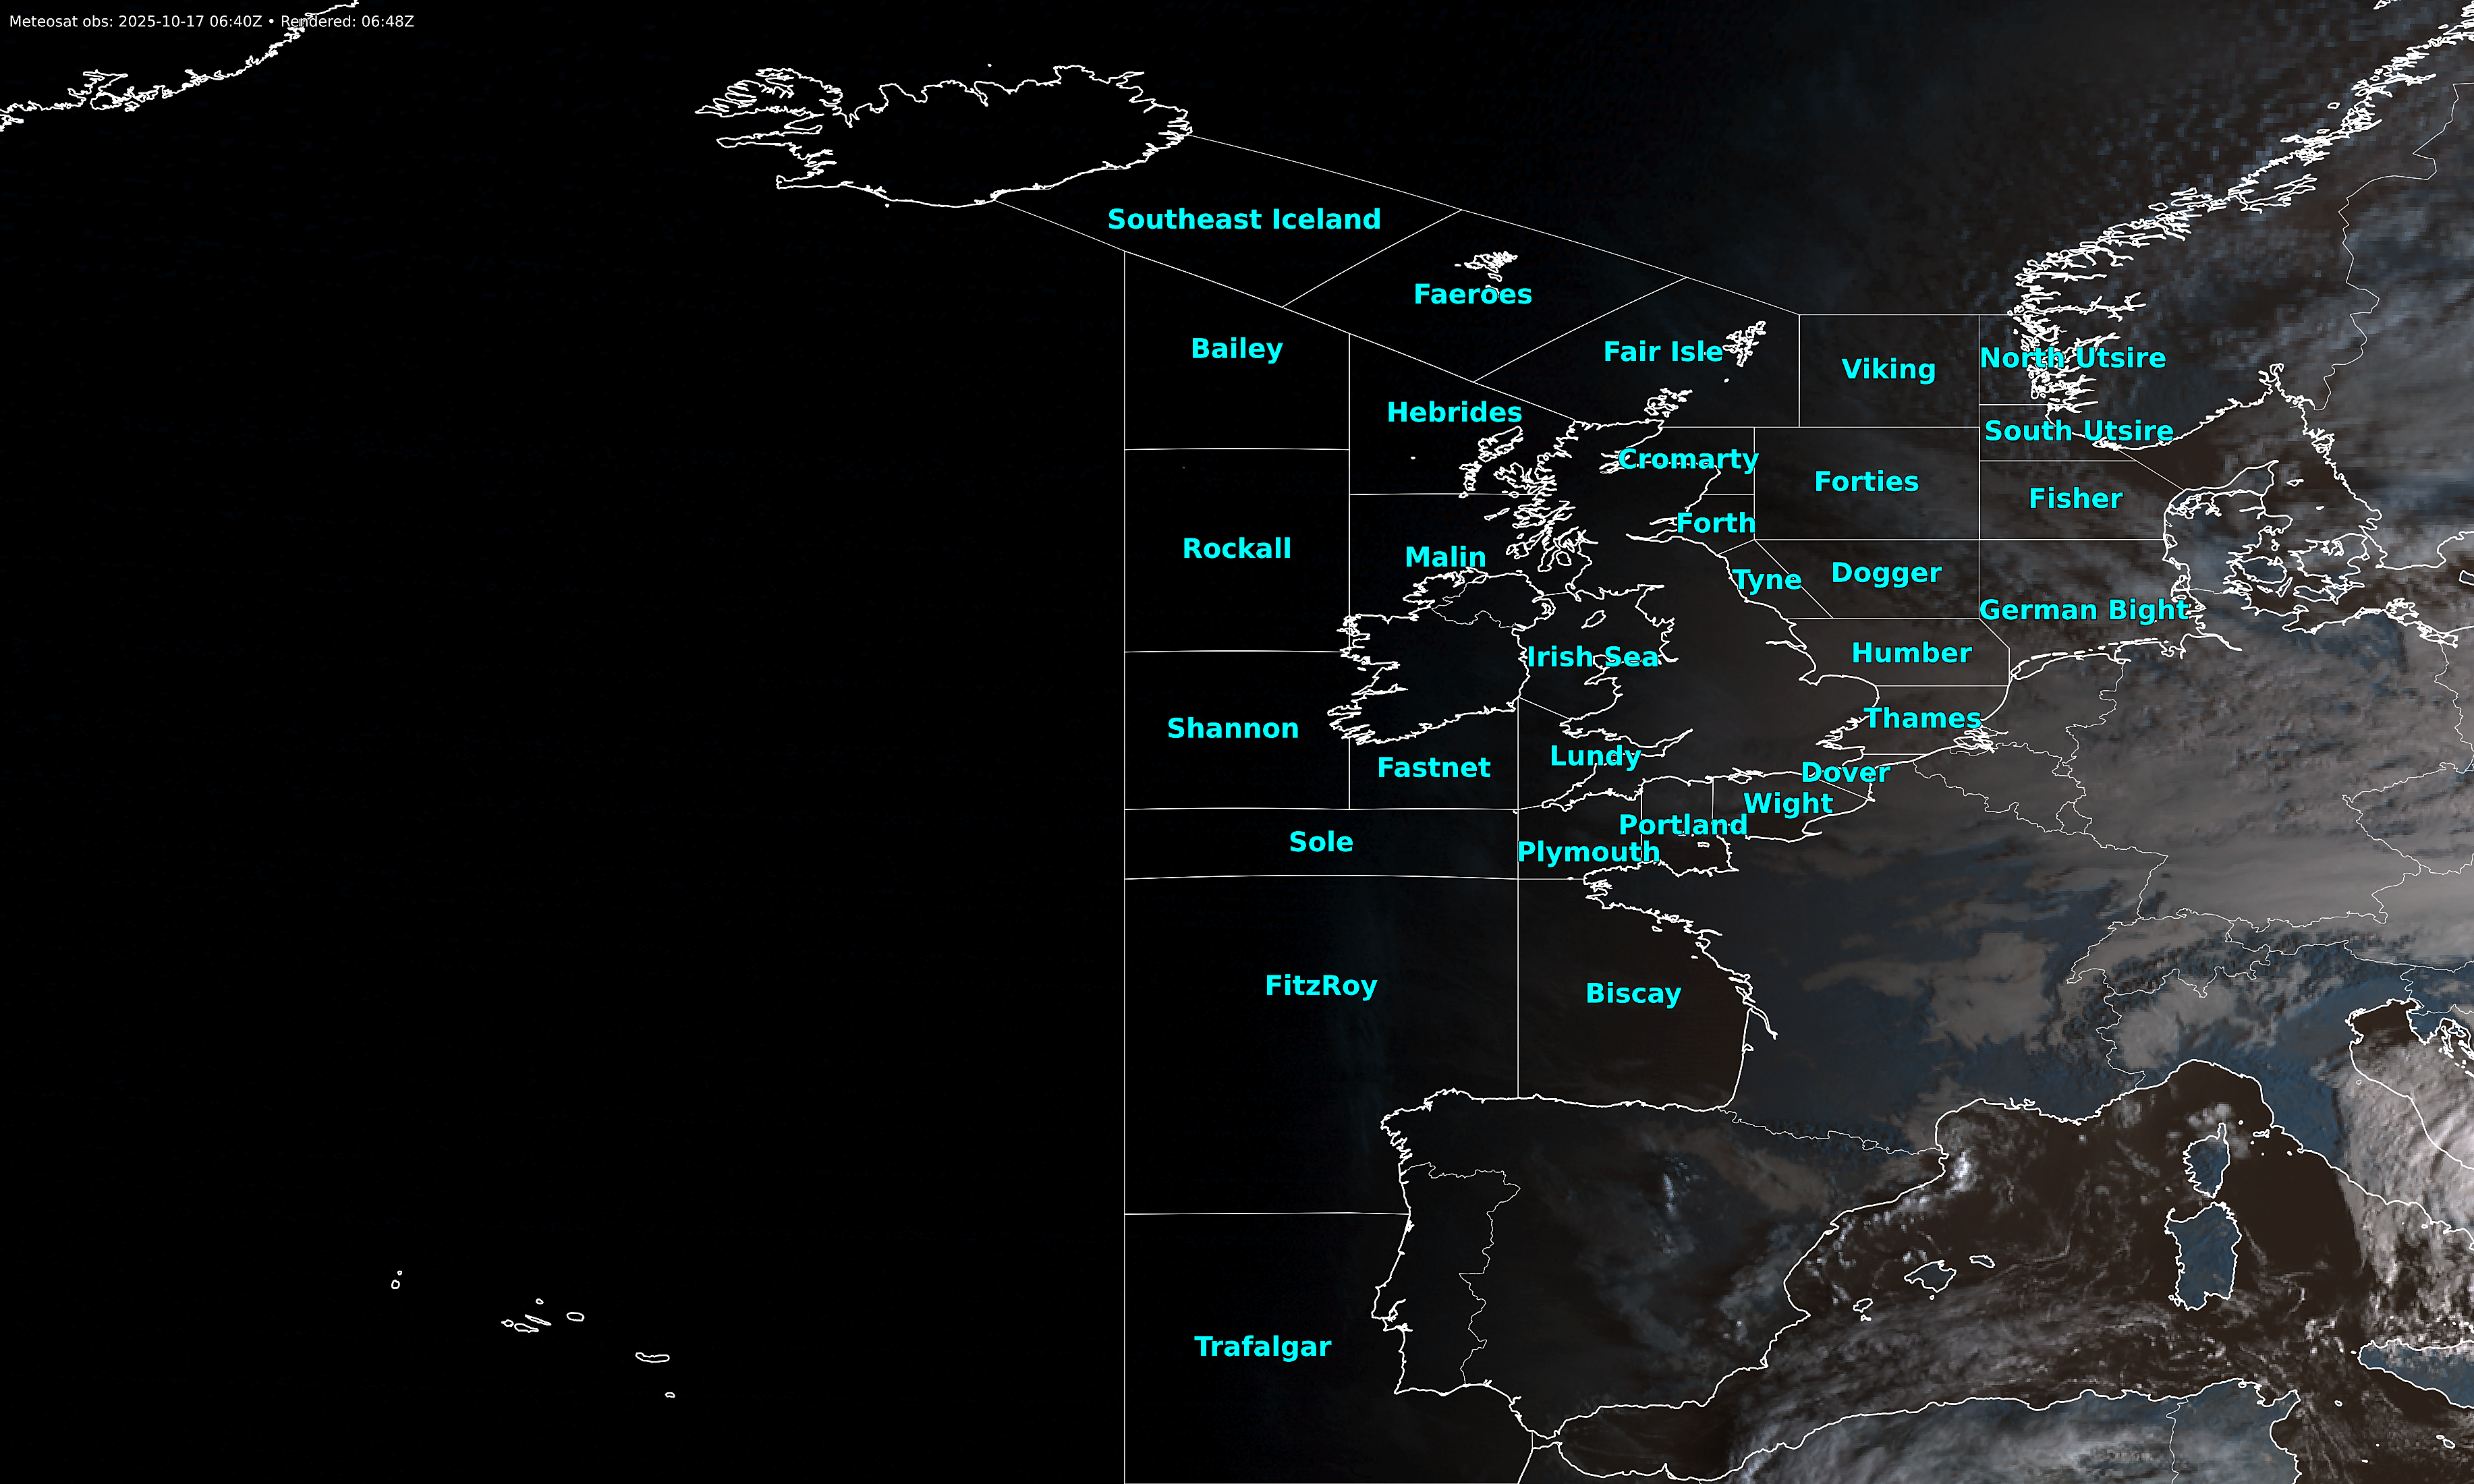 Meteosat obs: 2025-10-17 06:40Z • Rendered: 06:48Z
Southeast Iceland
Faeroes
Bailey
Fair Isle
North Utsire
Viking
Hebrides
South Utsire
Cromarty
Forties
Fisher
Forth
Rockall
Malin
Tyne
Dogger
German Bight
Irish Sea
Humber
Thames
Shannon
Lundy
Fastnet
Dover
Wight
Portland
Sole
Plymouth
FitzRoy
Biscay
Trafalgar